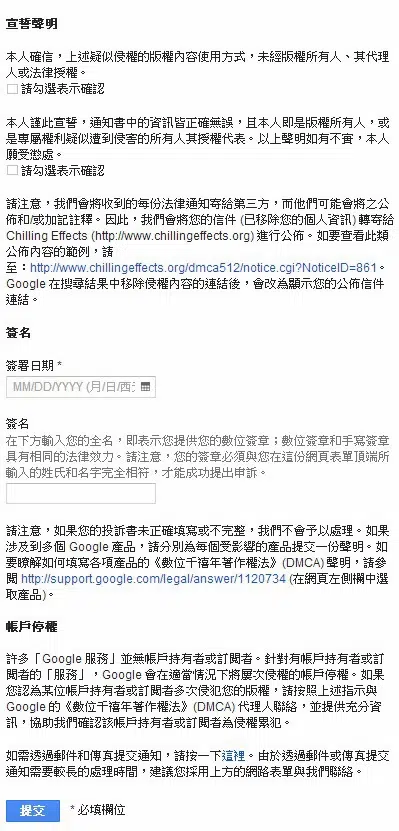 宣誓聲明
本人確信，上述疑似侵權的版權內容使用方式，未經版權所有人、其代理
人或法律授權。
請勾選表示確認
本人謹此宣誓，通知書中的資訊皆正確無誤，且本人即是版權所有人，或
是專屬權利疑似遭到侵害的所有人其授權代表。以上聲明如有不實，本人
願受懲處。
請勾選表示確認
請注意，我們會將收到的每份法律通知寄給第三方，而他們可能會將之公
佈和/或加記註釋。因此，我們會將您的信件 (已移除您的個人資訊) 轉寄給
Chilling Effects (http://www.chillingeffects.org) 進行公佈。如要查看此類
公佈內容的範例，請
至：http://www.chillingeffects.org/dmca512/notice.cgi?NoticeID=861。
Google 在搜尋結果中移除侵權內容的連結後，會改為顯示您的公佈信件
連結。
簽名
簽署日期 *
MM/DD/YYYY (月/日/西元
簽名
在下方輸入您的全名，即表示您提供您的數位簽章；數位簽章和手寫簽章
具有相同的法律效力。請注意，您的簽章必須與您在這份網頁表單頂端所
輸入的姓氏和名字完全相符，才能成功提出申訴。
請注意，如果您的投訴書未正確填寫或不完整，我們不會予以處理。如果
涉及到多個 Google 產品，請分別為每個受影響的產品提交一份聲明。如
要瞭解如何填寫各項產品的《數位千禧年著作權法》(DMCA) 聲明，請參
閱 http://support.google.com/legal/answer/1120734 (在網頁左側欄中選
取產品)。
帳戶停權
許多「Google 服務」並無帳戶持有者或訂閱者。針對有帳戶持有者或訂
閱者的「服務」，Google 會在適當情況下將屢次侵權的帳戶停權。如果
您認為某位帳戶持有者或訂閱者多次侵犯您的版權，請按照上述指示與
Google 的《數位千禧年著作權法》(DMCA) 代理人聯絡，並提供充分資
訊，協助我們確認該帳戶持有者或訂閱者為侵權累犯。
如需透過郵件和傳真提交通知，請按一下這裡。由於透過郵件或傳真提交
通知需要較長的處理時間，建議您採用上方的網路表單與我們聯絡。
提交 * 必填欄位